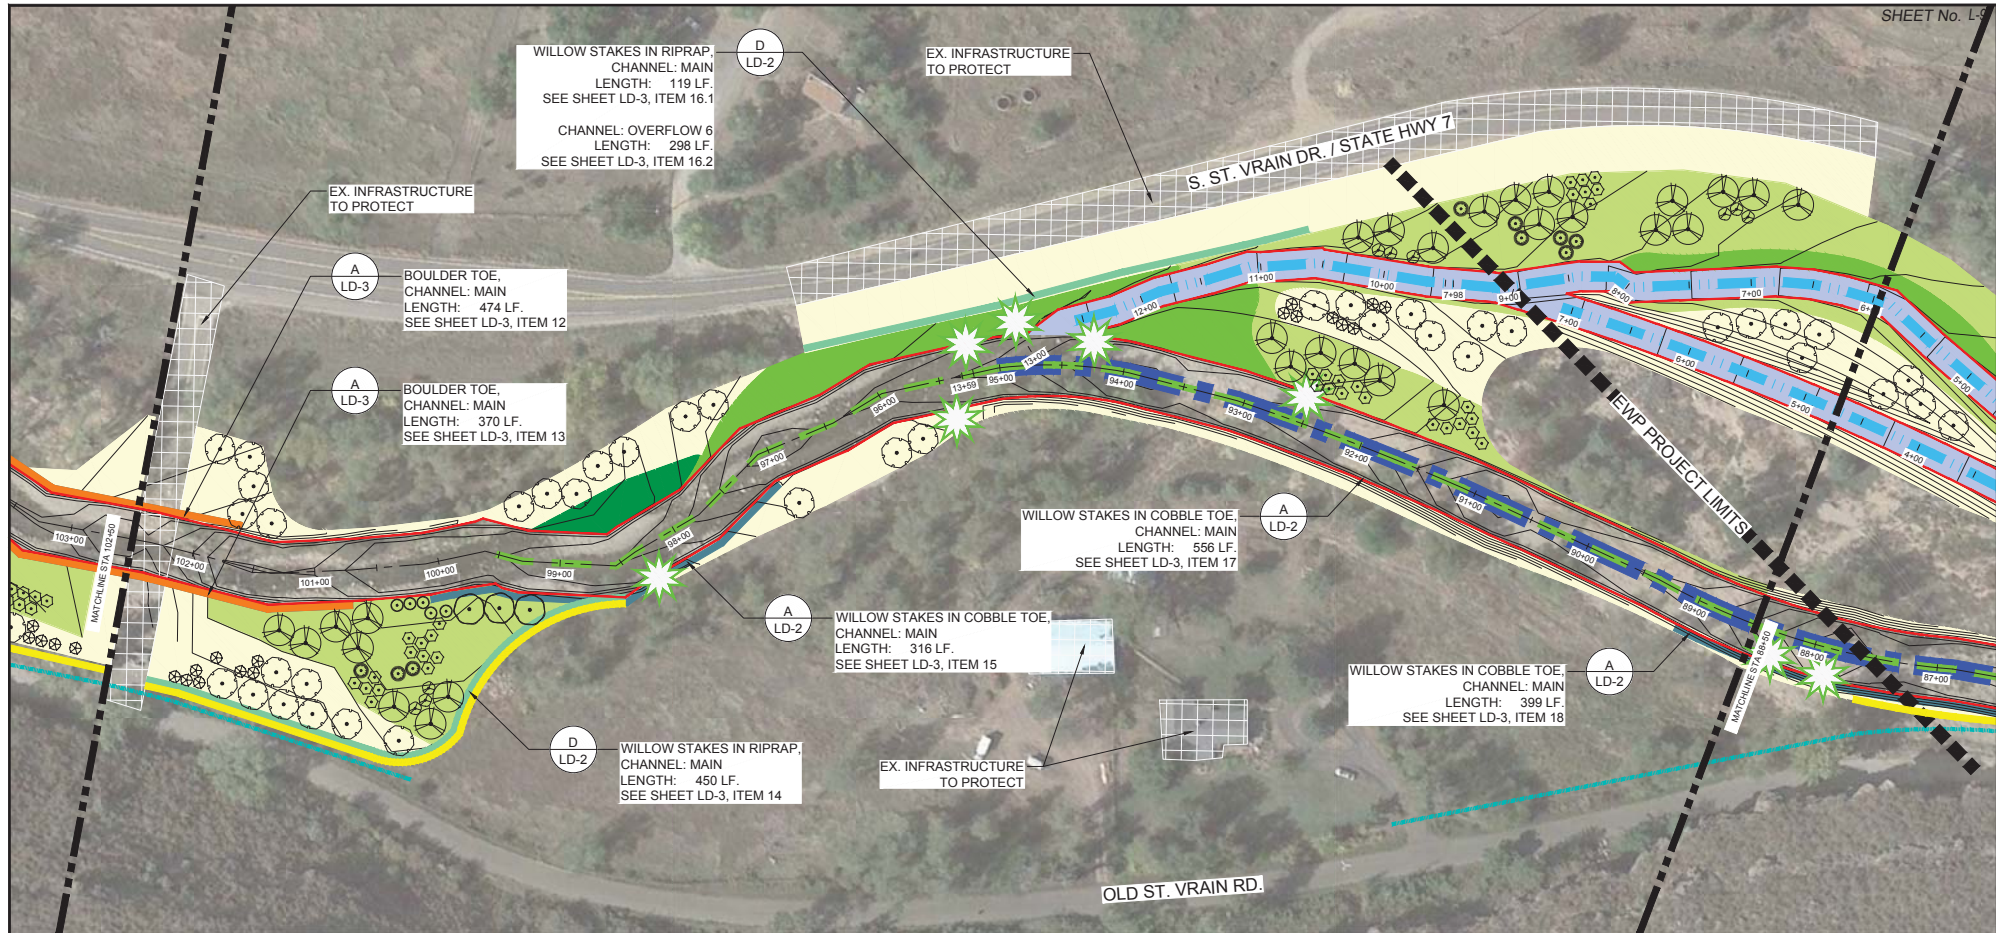 SHEET No. L-9
D
LD-2
WILLOW STAKES IN RIPRAP,
CHANNEL: MAIN
LENGTH: 119 LF.
SEE SHEET LD-3, ITEM 16.1
CHANNEL: OVERFLOW 6
LENGTH: 298 LF.
SEE SHEET LD-3, ITEM 16.2
EX. INFRASTRUCTURE
TO PROTECT
EX. INFRASTRUCTURE
TO PROTECT
S. ST. VRAIN DR. / STATE HWY 7
A
LD-3
BOULDER TOE,
CHANNEL: MAIN
LENGTH: 474 LF.
SEE SHEET LD-3, ITEM 12
A
LD-3
BOULDER TOE,
CHANNEL: MAIN
LENGTH: 370 LF.
SEE SHEET LD-3, ITEM 13
13+00
12+00
11+00
10+00
7+98
9+00
8+00
7+00
6+
5+00
7+00
6+00
5+00
4+00
EWP PROJECT LIMITS
103+00
MATCHLINE STA 102+50
102+00
101+00
100+00
99+00
98+00
97+00
96+00
13+59
95+00
94+00
93+00
92+00
91+00
90+00
89+00
88+00
87+00
MATCHLINE STA 88+50
WILLOW STAKES IN COBBLE TOE,
CHANNEL: MAIN
LENGTH: 556 LF.
SEE SHEET LD-3, ITEM 17
A
LD-2
A
LD-2
WILLOW STAKES IN COBBLE TOE,
CHANNEL: MAIN
LENGTH: 316 LF.
SEE SHEET LD-3, ITEM 15
WILLOW STAKES IN COBBLE TOE,
CHANNEL: MAIN
LENGTH: 399 LF.
SEE SHEET LD-3, ITEM 18
A
LD-2
D
LD-2
WILLOW STAKES IN RIPRAP,
CHANNEL: MAIN
LENGTH: 450 LF.
SEE SHEET LD-3, ITEM 14
EX. INFRASTRUCTURE
TO PROTECT
OLD ST. VRAIN RD.